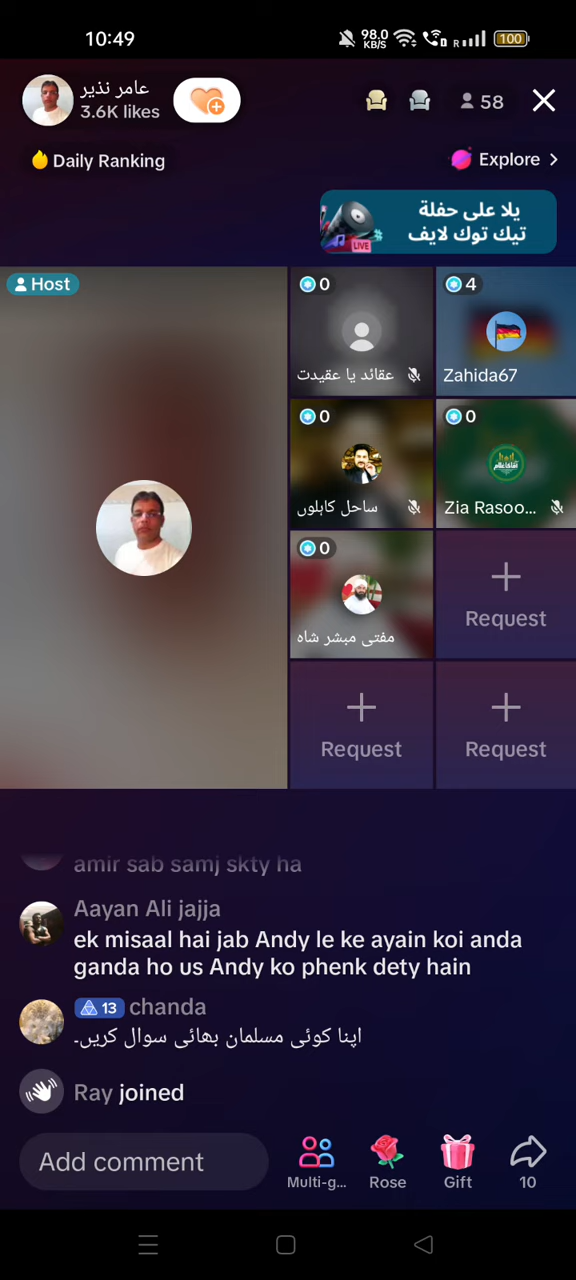 10:49
98.0
KB/S
R
100
عامر نذیر
3.6K likes
58
Daily Ranking
Explore
يلا على حفلة
تيك توك لايف
LIVE
Host
0
عقائد یا عقیدت
4
Zahida67
0
ساحل کاہلوں
0
Zia Rasoo...
0
مفتی مبشر شاہ
Request
Request
Request
amir sab samj skty ha
Aayan Ali jajja
ek misaal hai jab Andy le ke ayain koi anda
ganda ho us Andy ko phenk dety hain
13 chanda
اپنا کوئی مسلمان بھائی سوال کریں۔
Ray joined
Add comment
Multi-g...
Rose
Gift
10